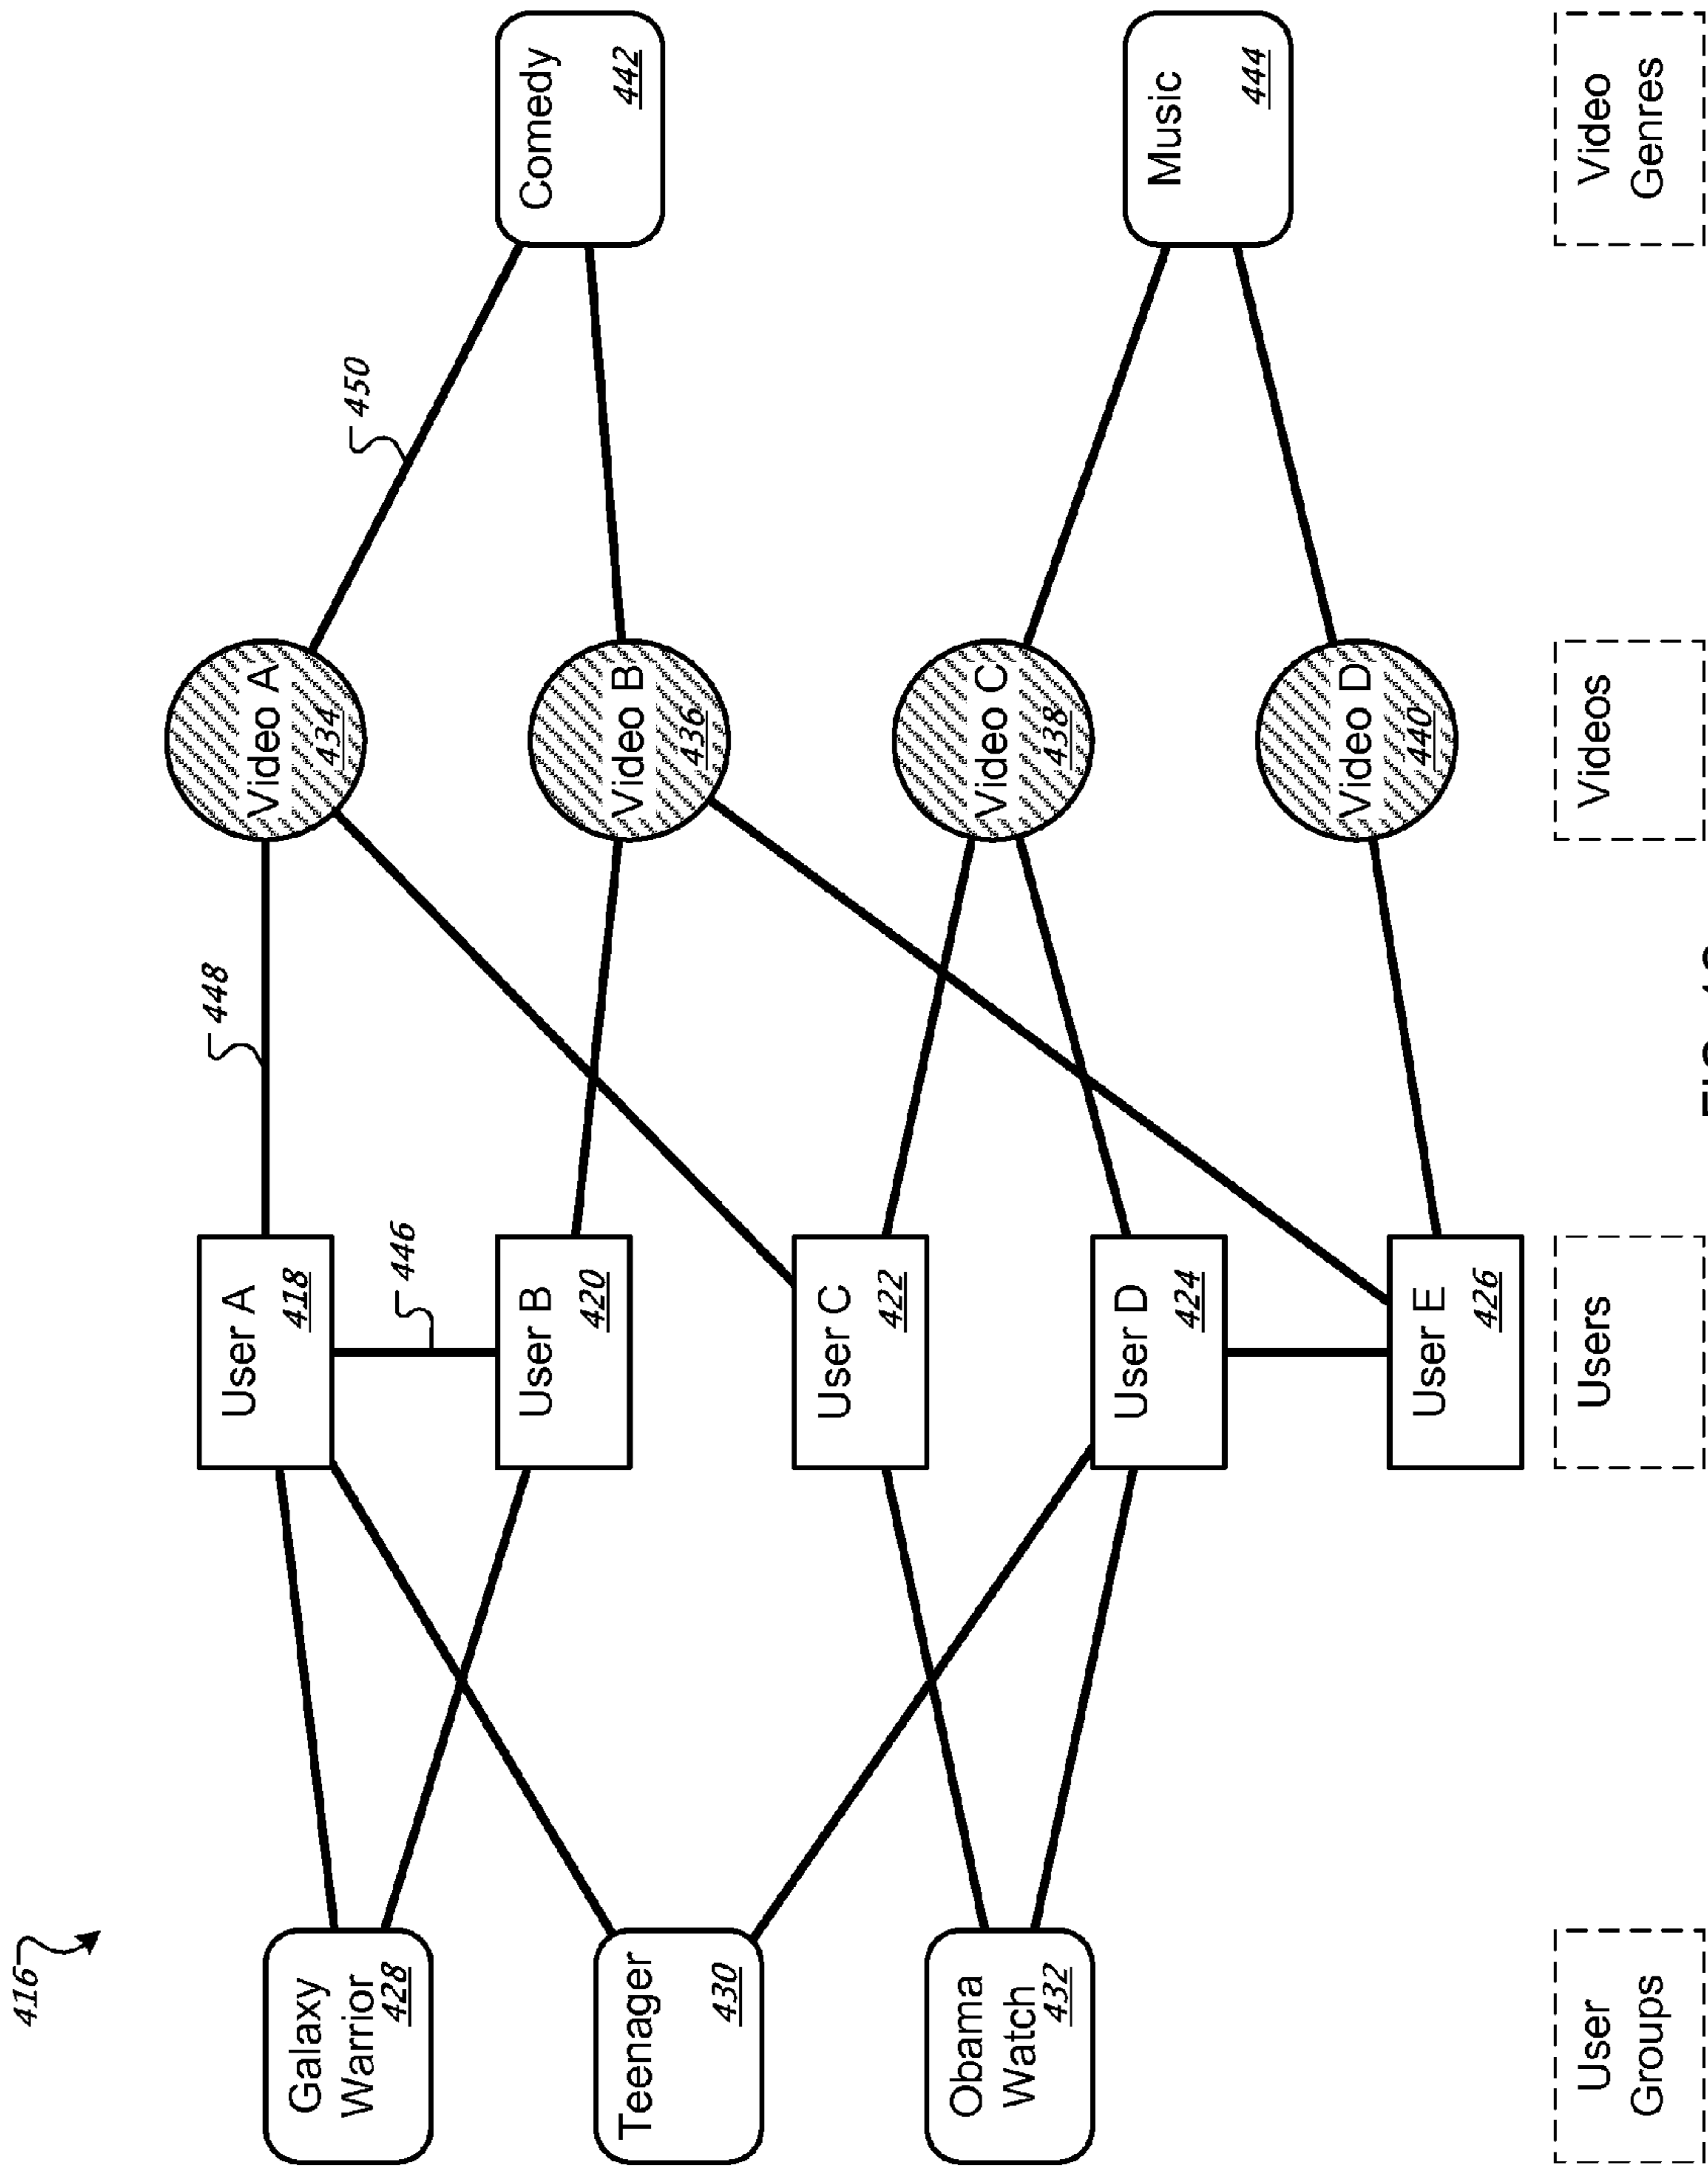 416
Galaxy
Warrior
428
Teenager
430
Obama
Watch
432
User
Groups
User A
418
446
User B
420
User C
422
User D
424
User E
426
Users
448
Video A
434
Video B
436
Video C
438
Video D
440
Videos
450
Comedy
442
Music
444
Video
Genres